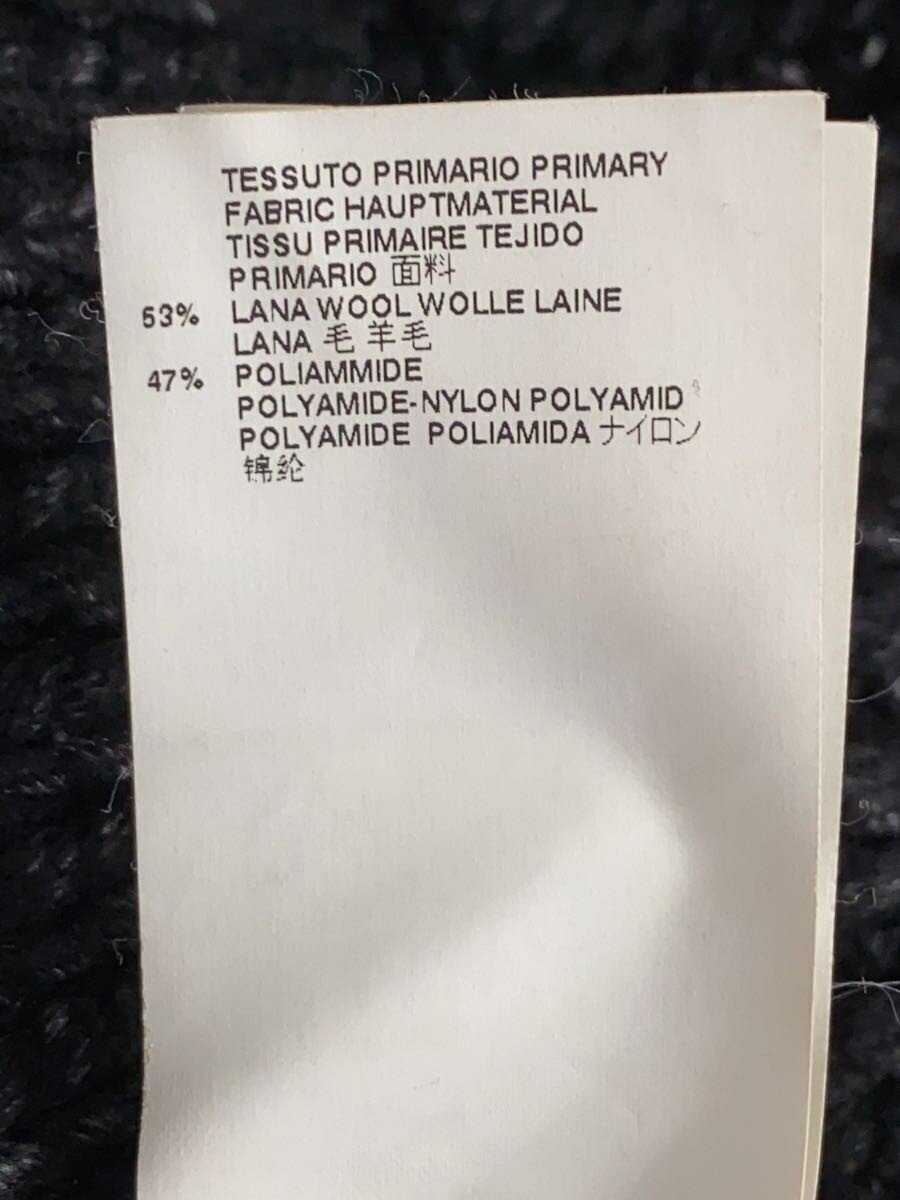 TESSUTO PRIMARIO PRIMARY
FABRIC HAUPTMATERIAL
TISSU PRIMAIRE TEJIDO
PRIMARIO 面料
53% LANA WOOL WOLLE LAINE
LANA 毛 羊毛
47% POLIAMMIDE
POLYAMIDE-NYLON POLYAMID
POLYAMIDE POLIAMIDA ナイロン
锦纶